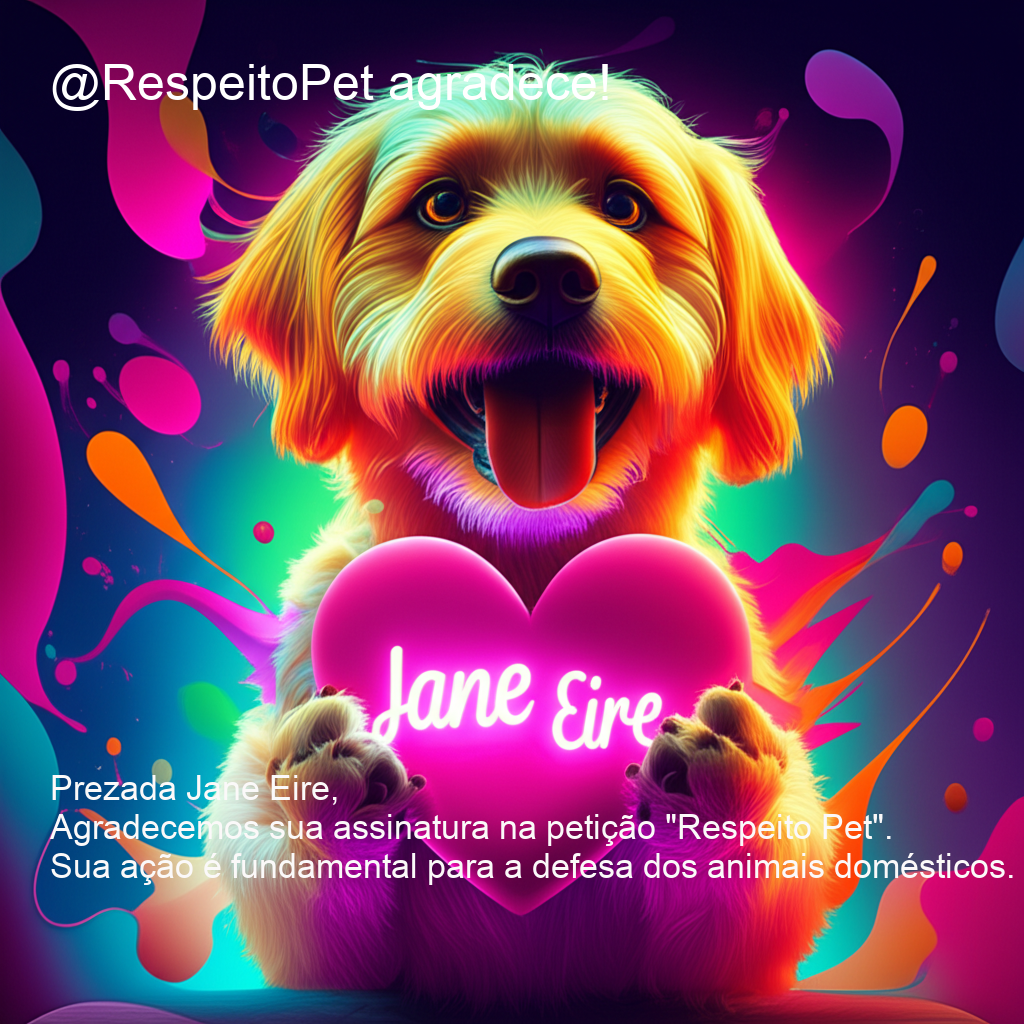 @RespeitoPet agradece!
Jane Eire
Prezada Jane Eire,
Agradecemos sua assinatura na petição "Respeito Pet".
Sua ação é fundamental para a defesa dos animais domésticos.